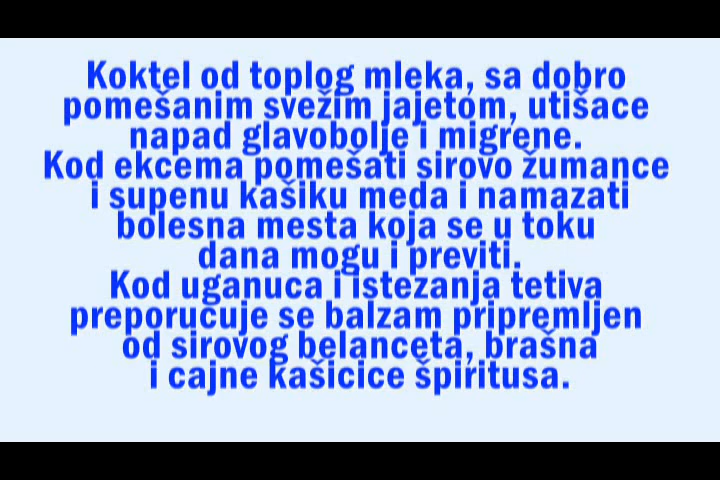 Koktel od toplog mleka, sa dobro
pomešanim svežim jajetom, utišace
napad glavobolje i migrene.
Kod ekcema pomešati sirovo žumance
i supenu kašiku meda i namazati
bolesna mesta koja se u toku
dana mogu i previti.
Kod uganuca i istezanja tetiva
preporucuje se balzam pripremljen
od sirovog belanceta, brašna
i cajne kašicice špiritusa.